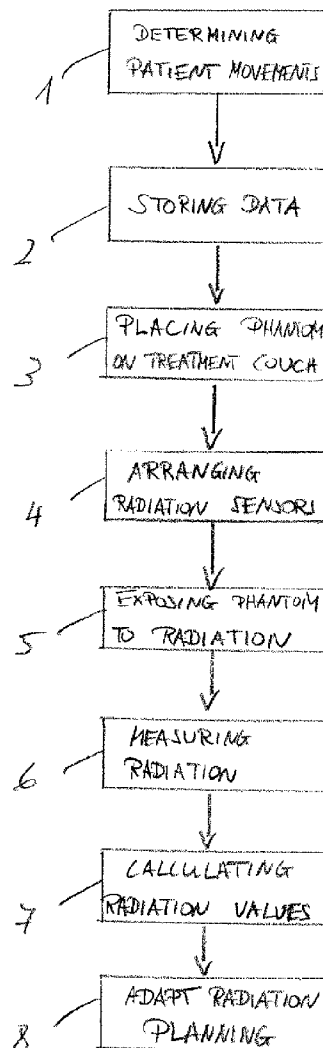 DETERMINING
PATIENT MOVEMENTS
1
STORING DATA
2
PLACING PHANTOM
ON TREATMENT COUCH
3
ARRANGING
RADIATION SENSORS
4
EXPOSING PHANTOM
TO RADIATION
5
MEASURING
RADIATION
6
CALCULATING
RADIATION VALUES
7
ADAPT RADIATION
PLANNING
8